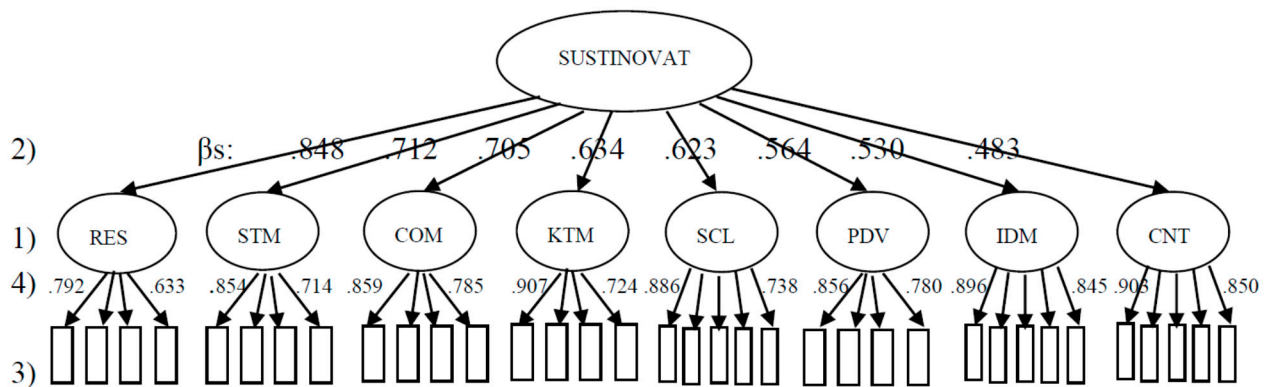 SUSTINOVAT
2) βs: .848 .712 .705 .634 .623 .564 .530 .483
1) RES STM COM KTM SCL PDV IDM CNT
4) .792 .633 .854 .714 .859 .785 .907 .724 .886 .738 .856 .780 .896 .845 .903 .850
3)